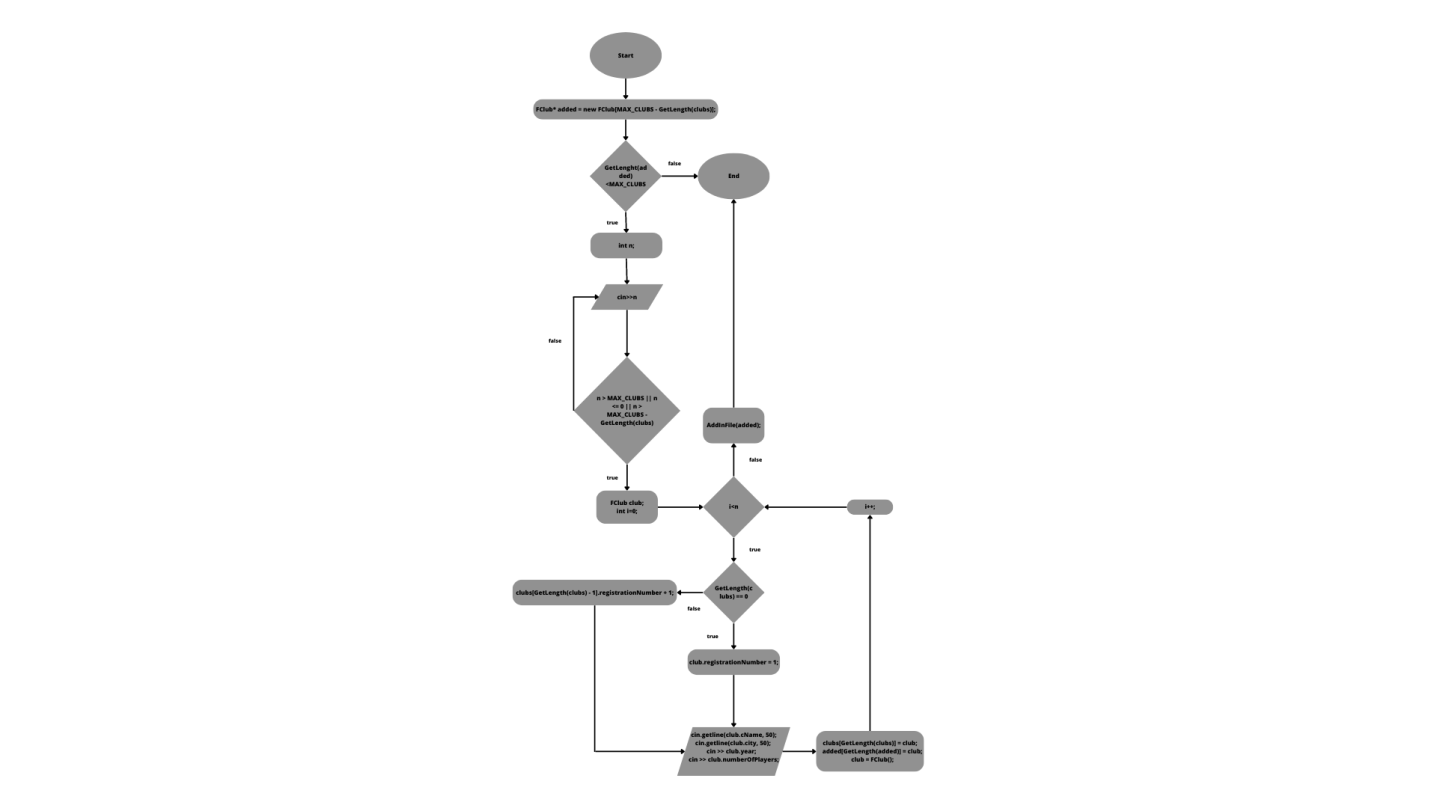 Start
FClub* added = new FClub[MAX_CLUBS - GetLength(clubs)];
GetLenght(ad
ded)
<MAX_CLUBS
false
End
true
int n;
cin>>n
false
n > MAX_CLUBS || n
<= 0 || n >
MAX_CLUBS -
GetLength(clubs)
AddInFile(added);
false
true
FClub club;
int i=0;
i<n
i++;
true
GetLength(c
lubs) == 0
clubs[GetLength(clubs) - 1].registrationNumber + 1;
false
true
club.registrationNumber = 1;
cin.getline(club.cName, 50);
cin.getline(club.city, 50);
cin >> club.year;
cin >> club.numberOfPlayers;
clubs[GetLength(clubs)] = club;
added[GetLength(added)] = club;
club = FClub();